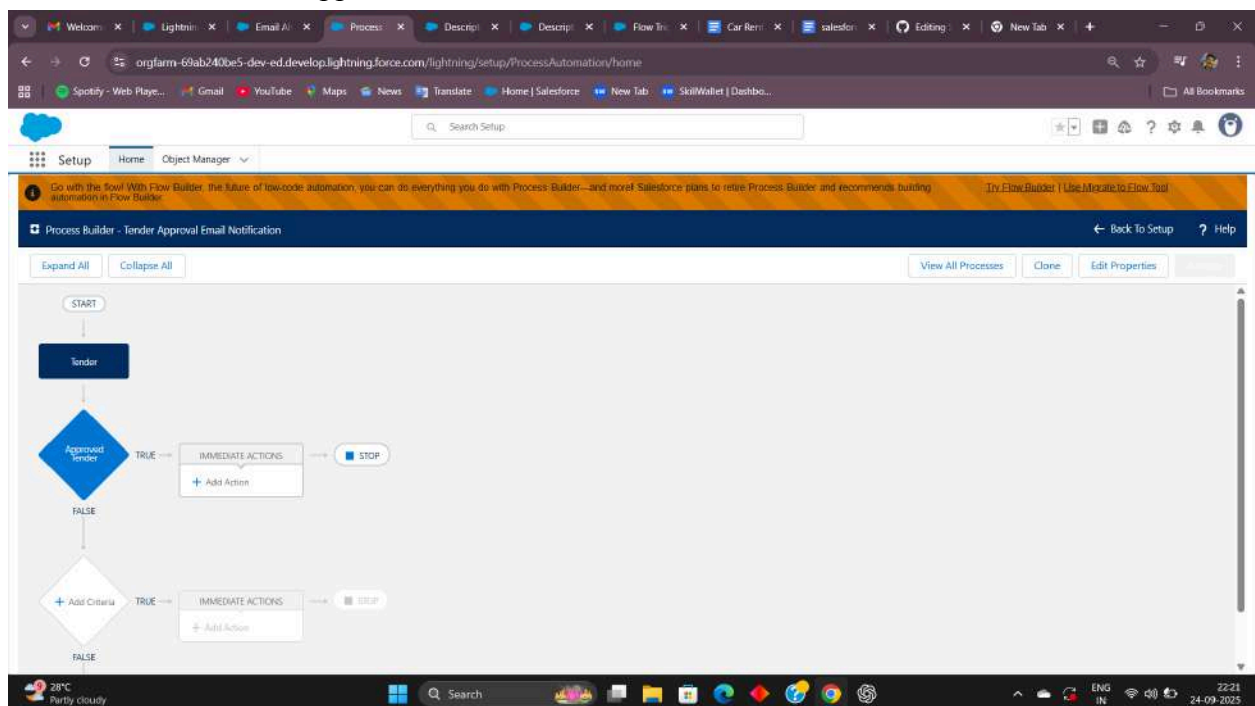 Welcom
Lightnin
Email Al
Process
Descript
Descript
Flow Tri
Car Rent
salesfor
Editing
New Tab
orgfarm-69ab240be5-dev-ed.develop.lightning.force.com/lightning/setup/ProcessAutomation/home
Spotify - Web Playe... Gmail YouTube Maps News Translate Home | Salesforce New Tab SkillWallet | Dashbo... All Bookmarks
Search Setup
Setup Home Object Manager
Go with the flow! With Flow Builder, the future of low-code automation, you can do everything you do with Process Builder—and more! Salesforce plans to retire Process Builder and recommends building Try Flow Builder | Use Migrate to Flow Tool
automation in Flow Builder.
Process Builder - Tender Approval Email Notification Back To Setup ? Help
Expand All Collapse All View All Processes Clone Edit Properties
START
Tender
Approved
Tender
TRUE IMMEDIATE ACTIONS STOP
+ Add Action
FALSE
+ Add Criteria TRUE IMMEDIATE ACTIONS STOP
+ Add Action
FALSE
28°C
Partly cloudy
Search
ENG
IN
22:21
24-09-2025